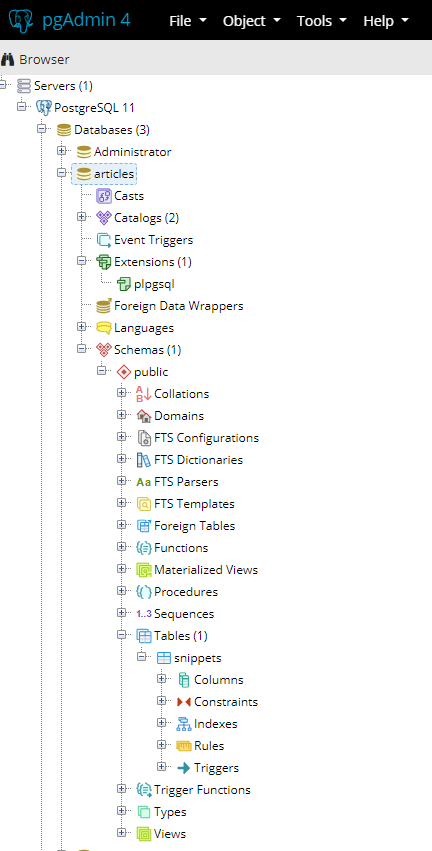 pgAdmin 4 File Object Tools Help
Browser
Servers (1)
PostgreSQL 11
Databases (3)
Administrator
articles
Casts
Catalogs (2)
Event Triggers
Extensions (1)
plpgsql
Foreign Data Wrappers
Languages
Schemas (1)
public
Collations
Domains
FTS Configurations
FTS Dictionaries
Aa FTS Parsers
FTS Templates
Foreign Tables
Functions
Materialized Views
Procedures
1..3 Sequences
Tables (1)
snippets
Columns
Constraints
Indexes
Rules
Triggers
Trigger Functions
Types
Views